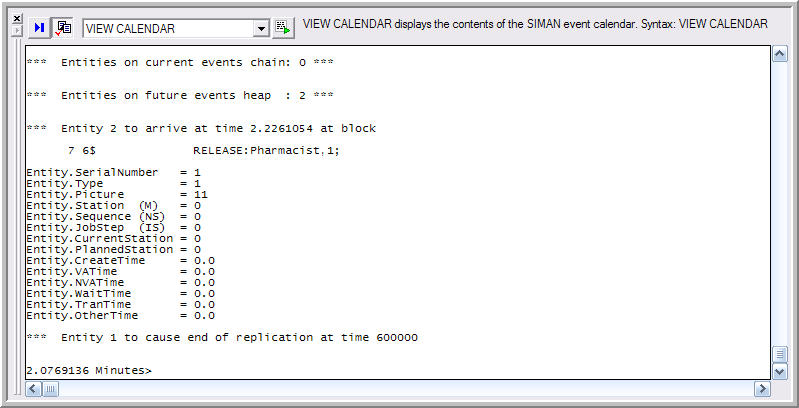 VIEW CALENDAR
VIEW CALENDAR displays the contents of the SIMAN event calendar. Syntax: VIEW CALENDAR
*** Entities on current events chain: 0 ***
*** Entities on future events heap : 2 ***
*** Entity 2 to arrive at time 2.2261054 at block
7 6$ RELEASE:Pharmacist,1;
Entity.SerialNumber = 1
Entity.Type = 1
Entity.Picture = 11
Entity.Station (M) = 0
Entity.Sequence (NS) = 0
Entity.JobStep (IS) = 0
Entity.CurrentStation = 0
Entity.PlannedStation = 0
Entity.CreateTime = 0.0
Entity.VATime = 0.0
Entity.NVATime = 0.0
Entity.WaitTime = 0.0
Entity.TranTime = 0.0
Entity.OtherTime = 0.0
*** Entity 1 to cause end of replication at time 600000
2.0769136 Minutes>